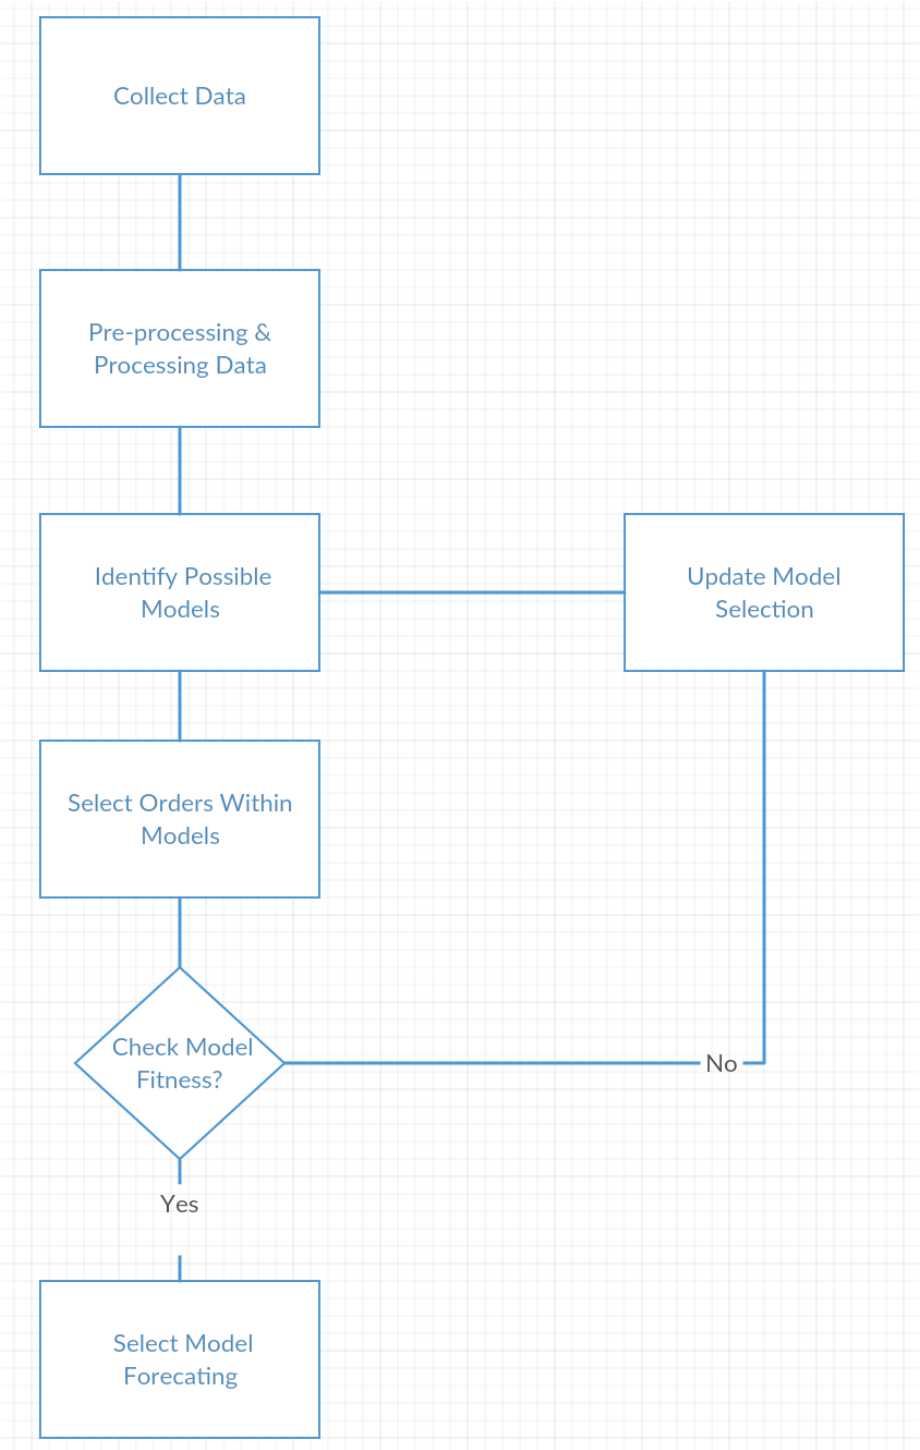 Collect Data
Pre-processing &
Processing Data
Identify Possible
Models
Update Model
Selection
Select Orders Within
Models
Check Model
Fitness?
No
Yes
Select Model
Forecating